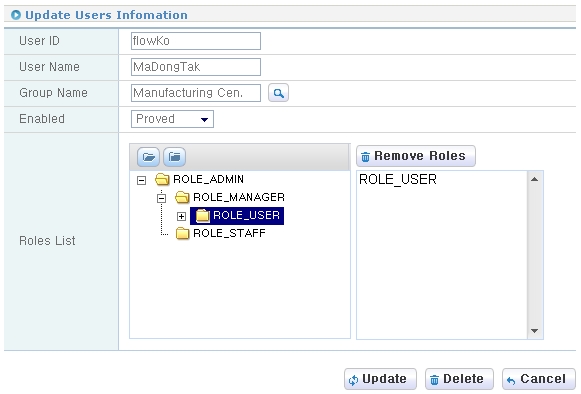 Update Users Infomation
User ID flowKo
User Name MaDongTak
Group Name Manufacturing Cen.
Enabled Proved
Remove Roles
ROLE_ADMIN
ROLE_MANAGER
ROLE_USER
ROLE_STAFF
ROLE_USER
Roles List
Update Delete Cancel